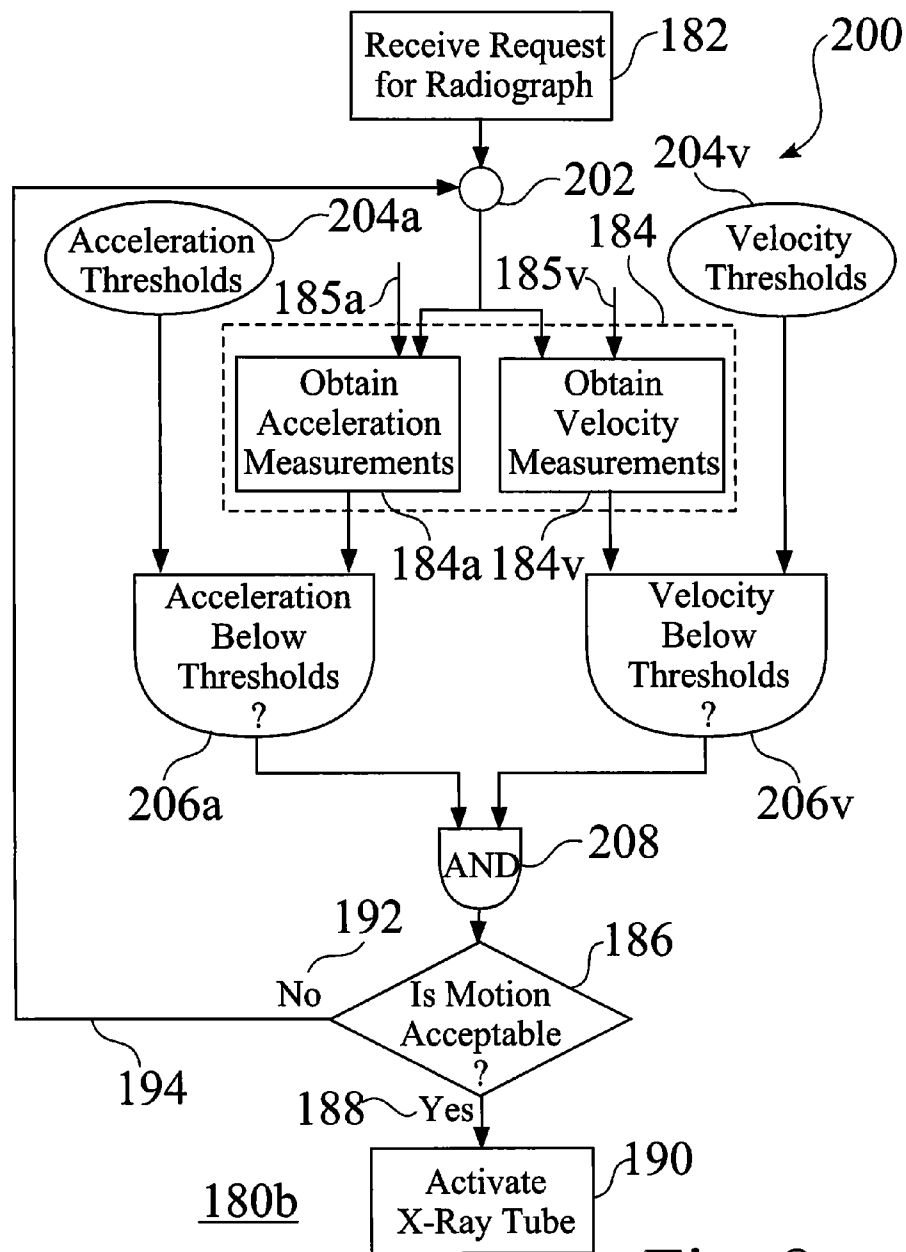 Receive Request
for Radiograph
182
200
202
204v
204a
Acceleration
Thresholds
184
Velocity
Thresholds
185a
185v
Obtain
Acceleration
Measurements
Obtain
Velocity
Measurements
184a
184v
Acceleration
Below
Thresholds
?
Velocity
Below
Thresholds
?
206a
206v
AND
208
192
186
No
Is Motion
Acceptable
?
194
188
Yes
190
Activate
X-Ray Tube
180b